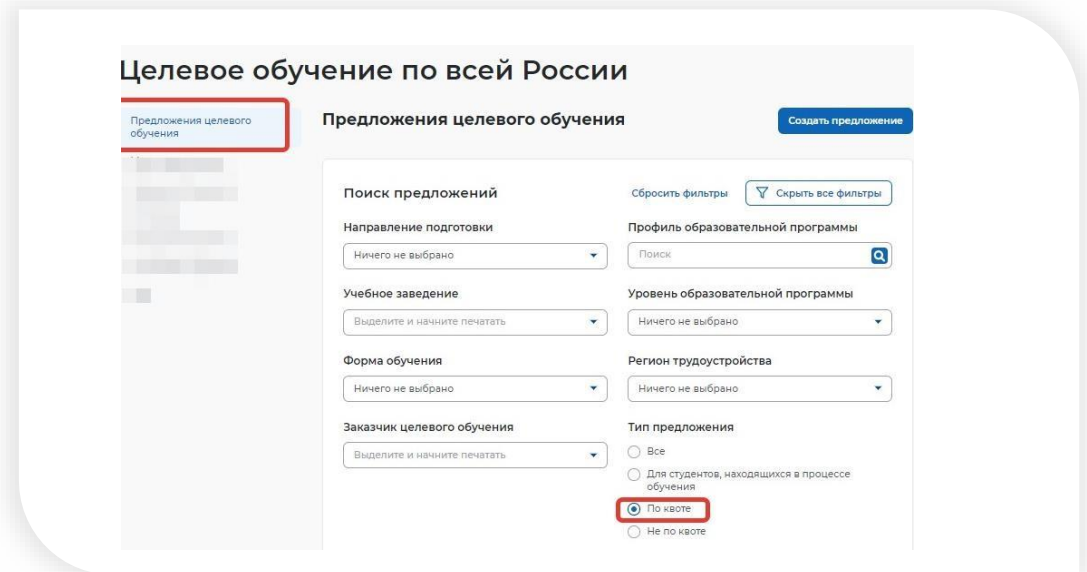 Целевое обучение по всей России
Предложения целевого
обучения
Предложения целевого обучения
Создать предложение
Поиск предложений
Сбросить фильтры
Скрыть все фильтры
Направление подготовки
Профиль образовательной программы
Ничего не выбрано
Поиск
Учебное заведение
Уровень образовательной программы
Выделите и начните печатать
Ничего не выбрано
Форма обучения
Регион трудоустройства
Ничего не выбрано
Ничего не выбрано
Заказчик целевого обучения
Тип предложения
Выделите и начните печатать
Все
Для студентов, находящихся в процессе
обучения
По квоте
Не по квоте